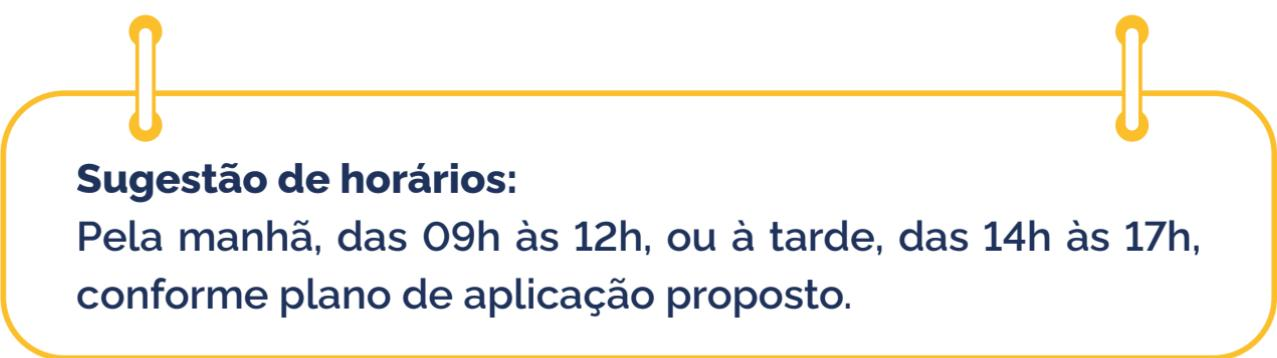 Sugestão de horários:
Pela manhã, das 09h às 12h, ou à tarde, das 14h às 17h,
conforme plano de aplicação proposto.